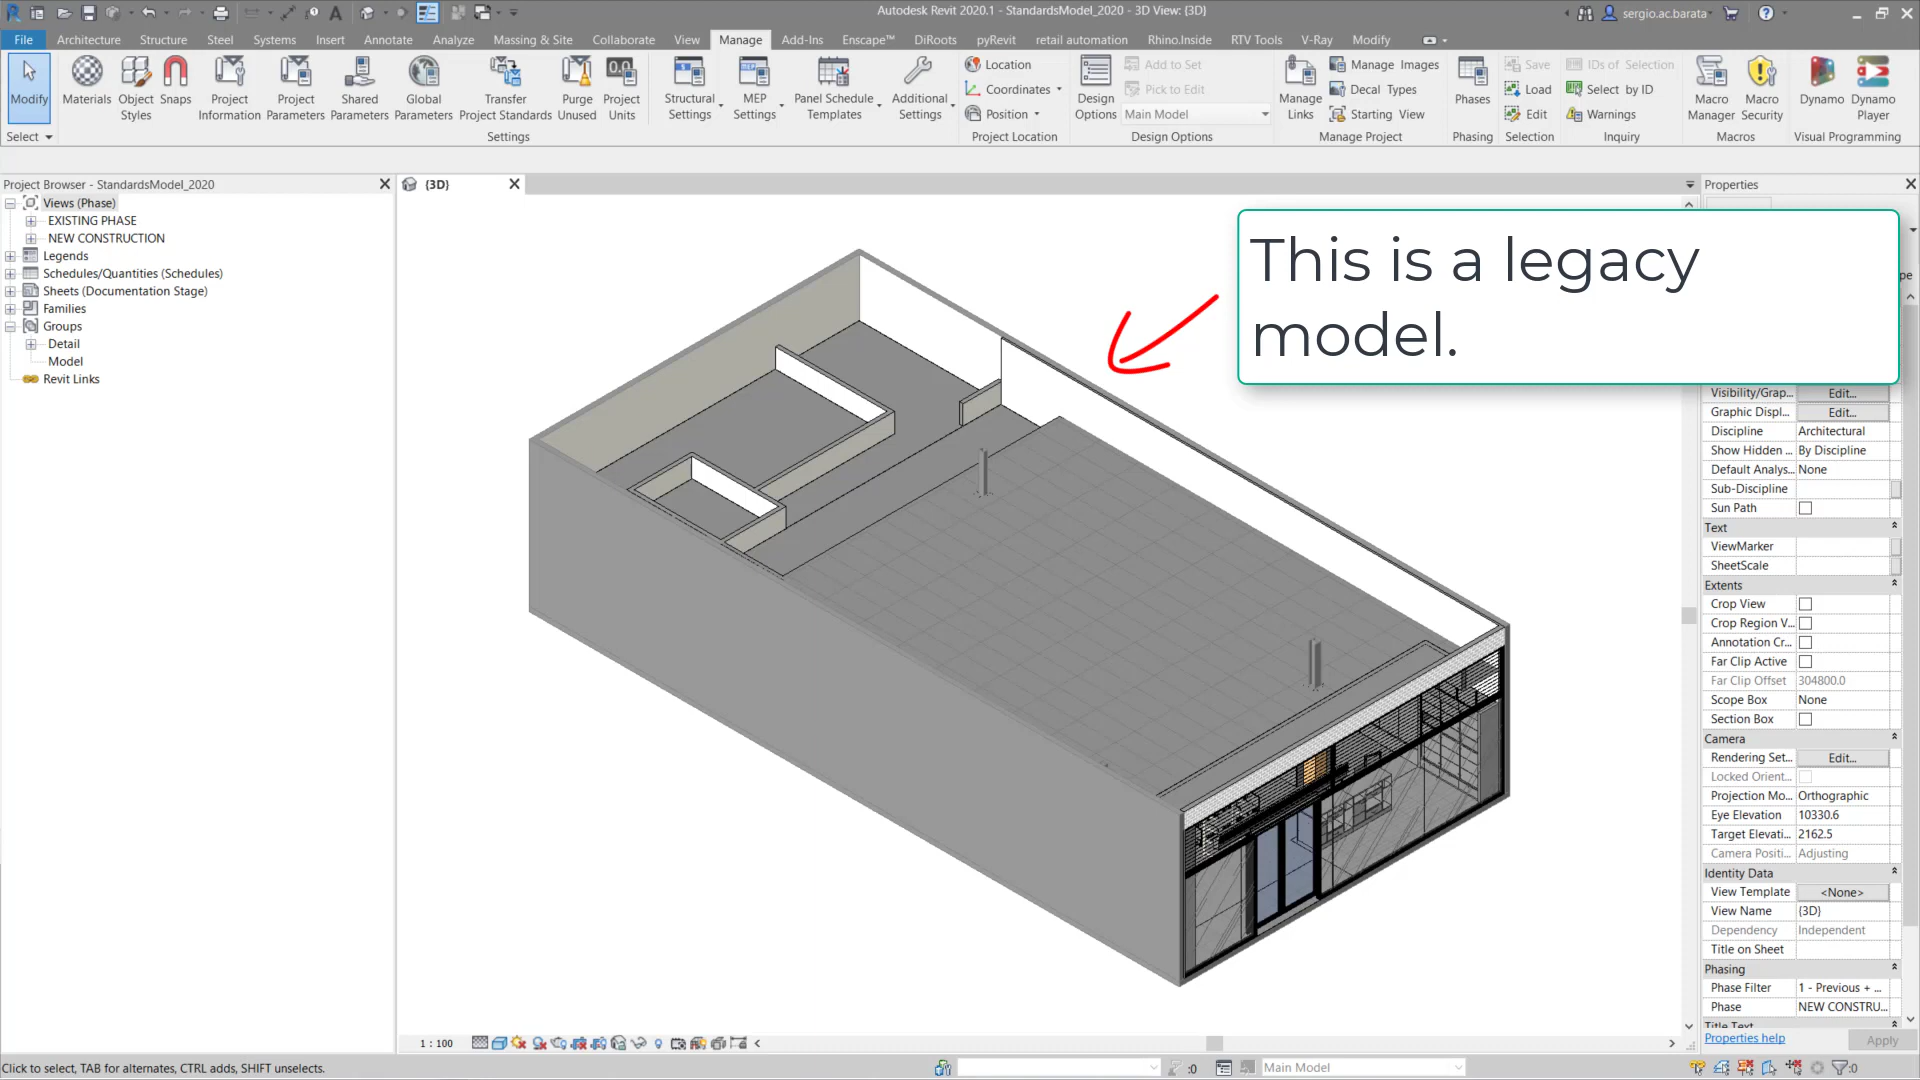 Autodesk Revit 2020.1 - StandardsModel_2020 - 3D View: {3D}
sergio.ac.barata
File Architecture Structure Steel Systems Insert Annotate Analyze Massing & Site Collaborate View Manage Add-Ins Enscape™ DiRoots pyRevit retail automation Rhino.Inside RTV Tools V-Ray Modify
Modify
Materials
Object
Styles
Snaps
Project
Information
Project
Parameters
Shared
Parameters
Global
Parameters
Transfer
Project Standards
Purge
Unused
Project
Units
Structural
Settings
MEP
Settings
Panel Schedule
Templates
Additional
Settings
Location
Coordinates
Position
Design
Options
Add to Set
Pick to Edit
Main Model
Manage
Links
Manage Images
Decal Types
Starting View
Phases
Save
Load
Edit
IDs of Selection
Select by ID
Warnings
Macro
Manager
Macro
Security
Dynamo
Dynamo
Player
Select Settings Project Location Design Options Manage Project Phasing Selection Inquiry Macros Visual Programming
Project Browser - StandardsModel_2020
Views (Phase)
EXISTING PHASE
NEW CONSTRUCTION
Legends
Schedules/Quantities (Schedules)
Sheets (Documentation Stage)
Families
Groups
Detail
Model
Revit Links
{3D}
This is a legacy
model.
Properties
Visibility/Grap... Edit...
Graphic Displ... Edit...
Discipline Architectural
Show Hidden ... By Discipline
Default Analys... None
Sub-Discipline
Sun Path
Text
ViewMarker
SheetScale
Extents
Crop View
Crop Region V...
Annotation Cr...
Far Clip Active
Far Clip Offset 304800.0
Scope Box None
Section Box
Camera
Rendering Set... Edit...
Locked Orient...
Projection Mo... Orthographic
Eye Elevation 10330.6
Target Elevati... 2162.5
Camera Positi... Adjusting
Identity Data
View Template <None>
View Name {3D}
Dependency Independent
Title on Sheet
Phasing
Phase Filter 1 - Previous + ...
Phase NEW CONSTRU...
Title Text
Properties help Apply
1 : 100
Click to select, TAB for alternates, CTRL adds, SHIFT unselects.
:0
Main Model
:0